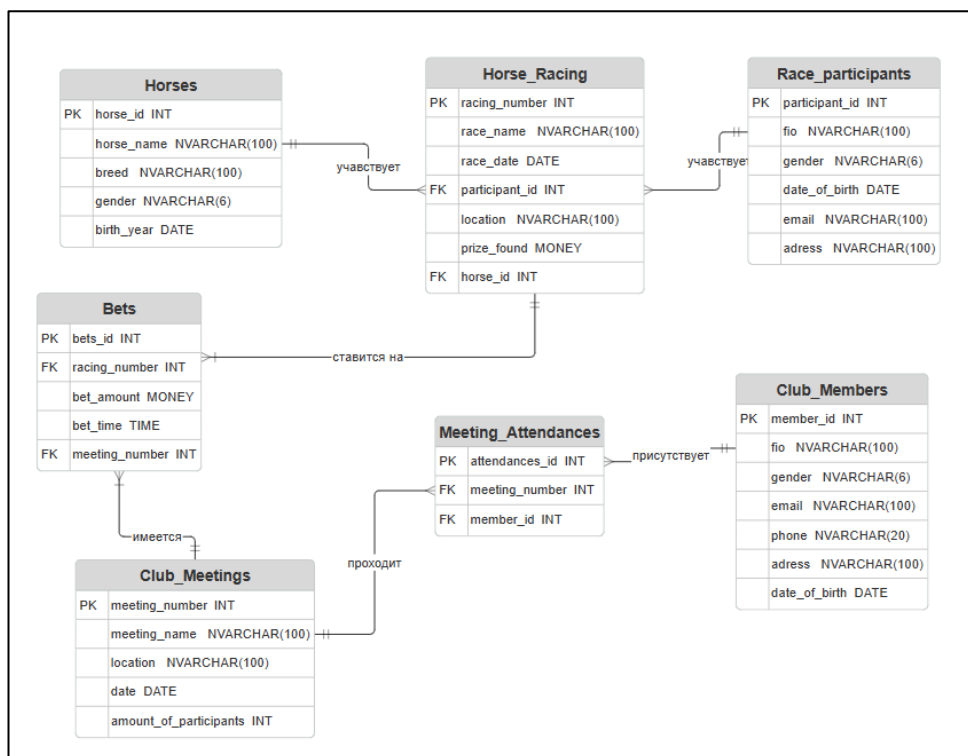 Horses
PK horse_id INT
horse_name NVARCHAR(100)
breed NVARCHAR(100)
gender NVARCHAR(6)
birth_year DATE
Horse_Racing
PK racing_number INT
race_name NVARCHAR(100)
race_date DATE
FK participant_id INT
location NVARCHAR(100)
prize_found MONEY
FK horse_id INT
Race_participants
PK participant_id INT
fio NVARCHAR(100)
gender NVARCHAR(6)
date_of_birth DATE
email NVARCHAR(100)
adress NVARCHAR(100)
учавствует
учавствует
Bets
PK bets_id INT
FK racing_number INT
bet_amount MONEY
bet_time TIME
FK meeting_number INT
ставится на
Meeting_Attendances
PK attendances_id INT
FK meeting_number INT
FK member_id INT
присутствует
Club_Members
PK member_id INT
fio NVARCHAR(100)
gender NVARCHAR(6)
email NVARCHAR(100)
phone NVARCHAR(20)
adress NVARCHAR(100)
date_of_birth DATE
имеется
проходит
Club_Meetings
PK meeting_number INT
meeting_name NVARCHAR(100)
location NVARCHAR(100)
date DATE
amount_of_participants INT